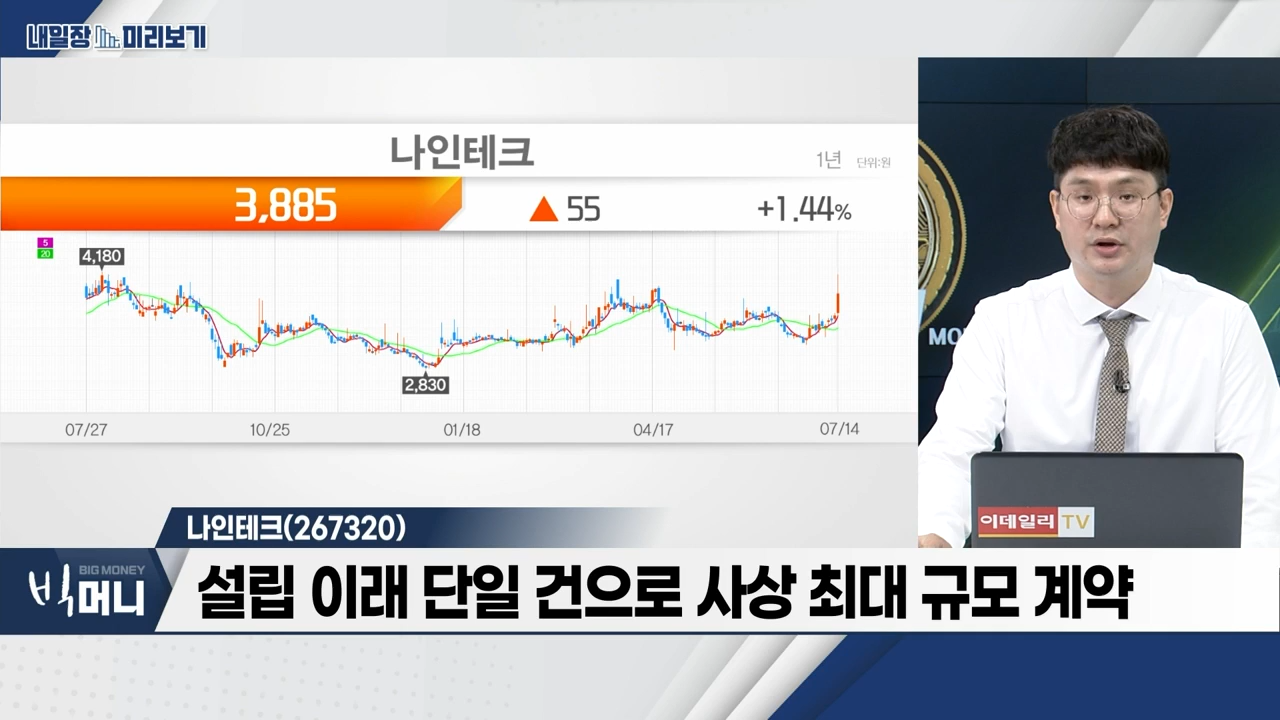 내일장 미리보기
나인테크
1년 단위:원
3,885 ▲ 55 +1.44%
5
20
4,180
2,830
07/27 10/25 01/18 04/17 07/14
MO
이데일리 TV
나인테크(267320)
BIG MONEY
빅머니
설립 이래 단일 건으로 사상 최대 규모 계약